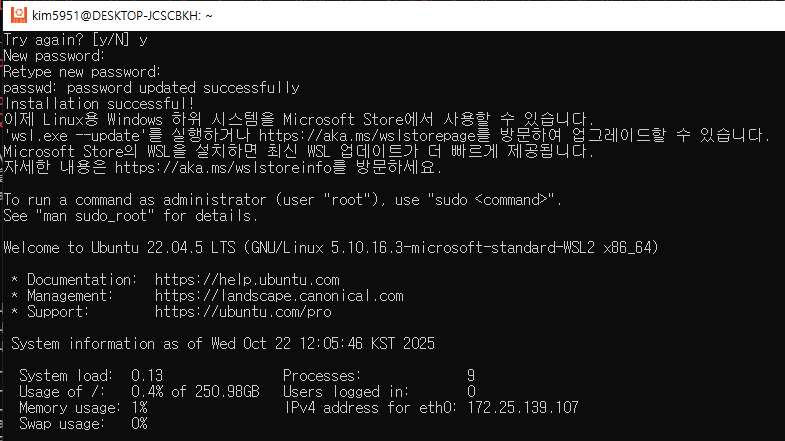 kim5951@DESKTOP-JCSCBKH: ~
Try again? [y/N] y
New password:
Retype new password:
passwd: password updated successfully
Installation successful!
이제 Linux용 Windows 하위 시스템을 Microsoft Store에서 사용할 수 있습니다.
'wsl.exe --update'를 실행하거나 https://aka.ms/wslstorepage를 방문하여 업그레이드할 수 있습니다.
Microsoft Store의 WSL을 설치하면 최신 WSL 업데이트가 더 빠르게 제공됩니다.
자세한 내용은 https://aka.ms/wslstoreinfo를 방문하세요.
To run a command as administrator (user "root"), use "sudo <command>".
See "man sudo_root" for details.
Welcome to Ubuntu 22.04.5 LTS (GNU/Linux 5.10.16.3-microsoft-standard-WSL2 x86_64)
* Documentation:  https://help.ubuntu.com
* Management:     https://landscape.canonical.com
* Support:        https://ubuntu.com/pro
System information as of Wed Oct 22 12:05:46 KST 2025
System load:  0.13               Processes:             9
Usage of /:   0.4% of 250.98GB   Users logged in:       0
Memory usage: 1%                 IPv4 address for eth0: 172.25.139.107
Swap usage:   0%